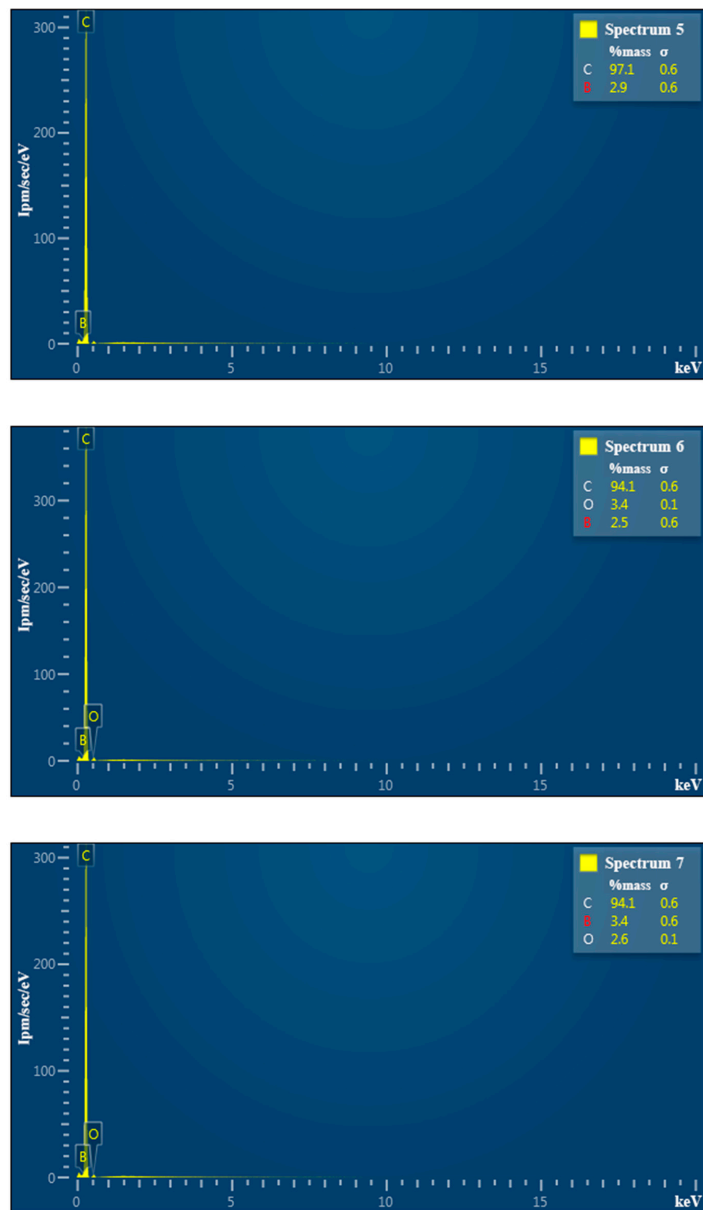 C
Spectrum 5
%mass σ
C 97.1 0.6
B 2.9 0.6
300
200
100
0
Ipm/sec/eV
B
0 5 10 15 keV
C
Spectrum 6
%mass σ
C 94.1 0.6
O 3.4 0.1
B 2.5 0.6
300
200
100
0
Ipm/sec/eV
O
B
0 5 10 15 keV
C
Spectrum 7
%mass σ
C 94.1 0.6
B 3.4 0.6
O 2.6 0.1
300
200
100
0
Ipm/sec/eV
O
B
0 5 10 15 keV